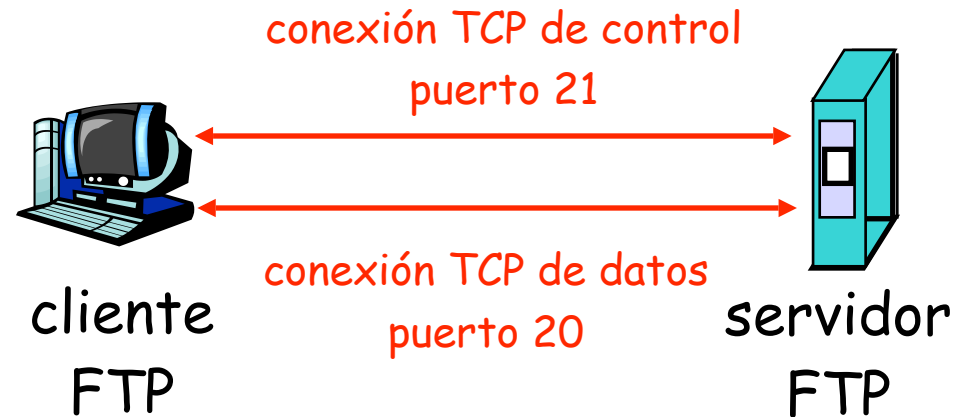 conexión TCP de control
puerto 21
conexión TCP de datos
puerto 20
cliente
FTP
servidor
FTP